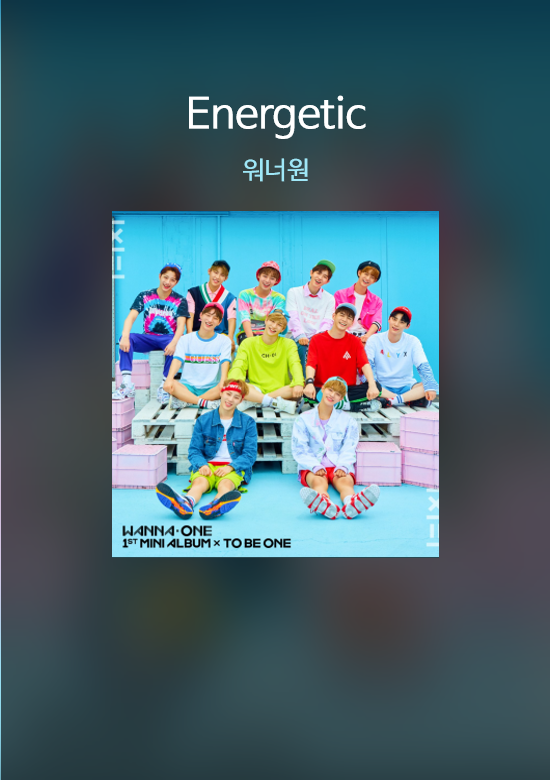 Energetic
워너원
WANNA·ONE
1ST MINI ALBUM × TO BE ONE